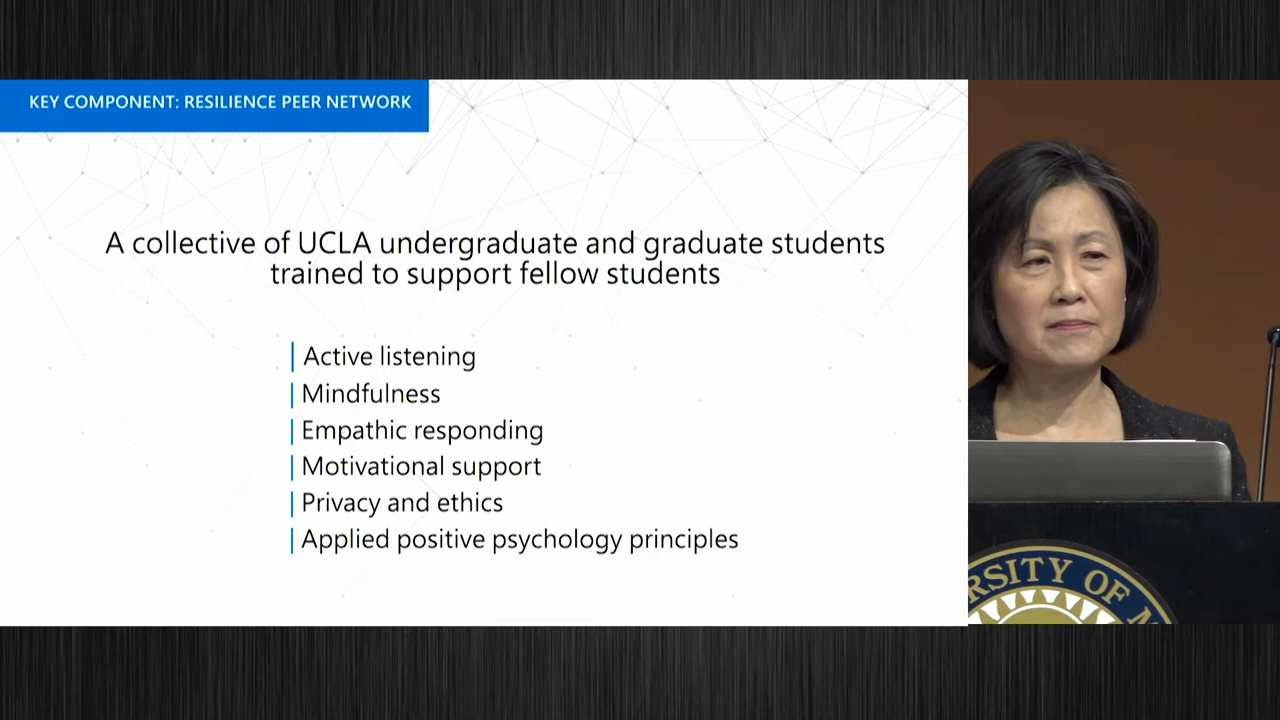 KEY COMPONENT: RESILIENCE PEER NETWORK
A collective of UCLA undergraduate and graduate students
trained to support fellow students
Active listening
Mindfulness
Empathic responding
Motivational support
Privacy and ethics
Applied positive psychology principles
OF